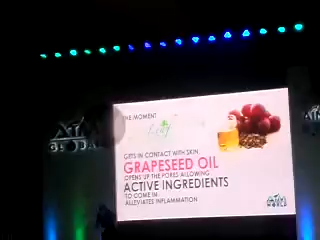 THE MOMENT
GETS IN CONTACT WITH SKIN,
GRAPESEED OIL
OPENS UP THE PORES ALLOWING
ACTIVE INGREDIENTS
TO COME IN.
ALLEVIATES INFLAMMATION